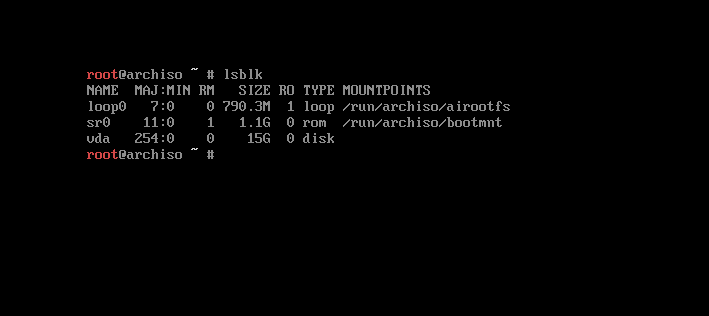 root@archiso ~ # lsblk
NAME  MAJ:MIN RM   SIZE RO TYPE MOUNTPOINTS
loop0   7:0    0 790.3M  1 loop /run/archiso/airootfs
sr0    11:0    1   1.1G  0 rom  /run/archiso/bootmnt
vda   254:0    0    15G  0 disk
root@archiso ~ #